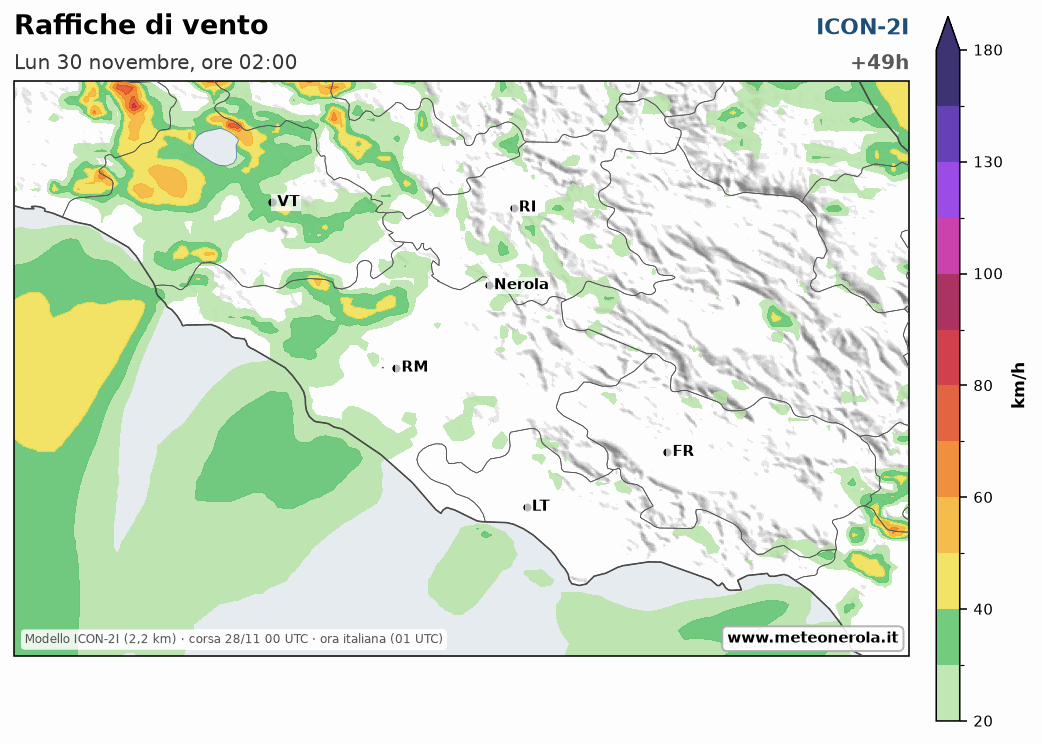 Raffiche di vento
ICON-2I
Lun 30 novembre, ore 02:00
+49h
VT
RI
Nerola
RM
FR
LT
Modello ICON-2I (2,2 km) · corsa 28/11 00 UTC · ora italiana (01 UTC)
www.meteonerola.it
180
130
100
80
60
40
20
km/h